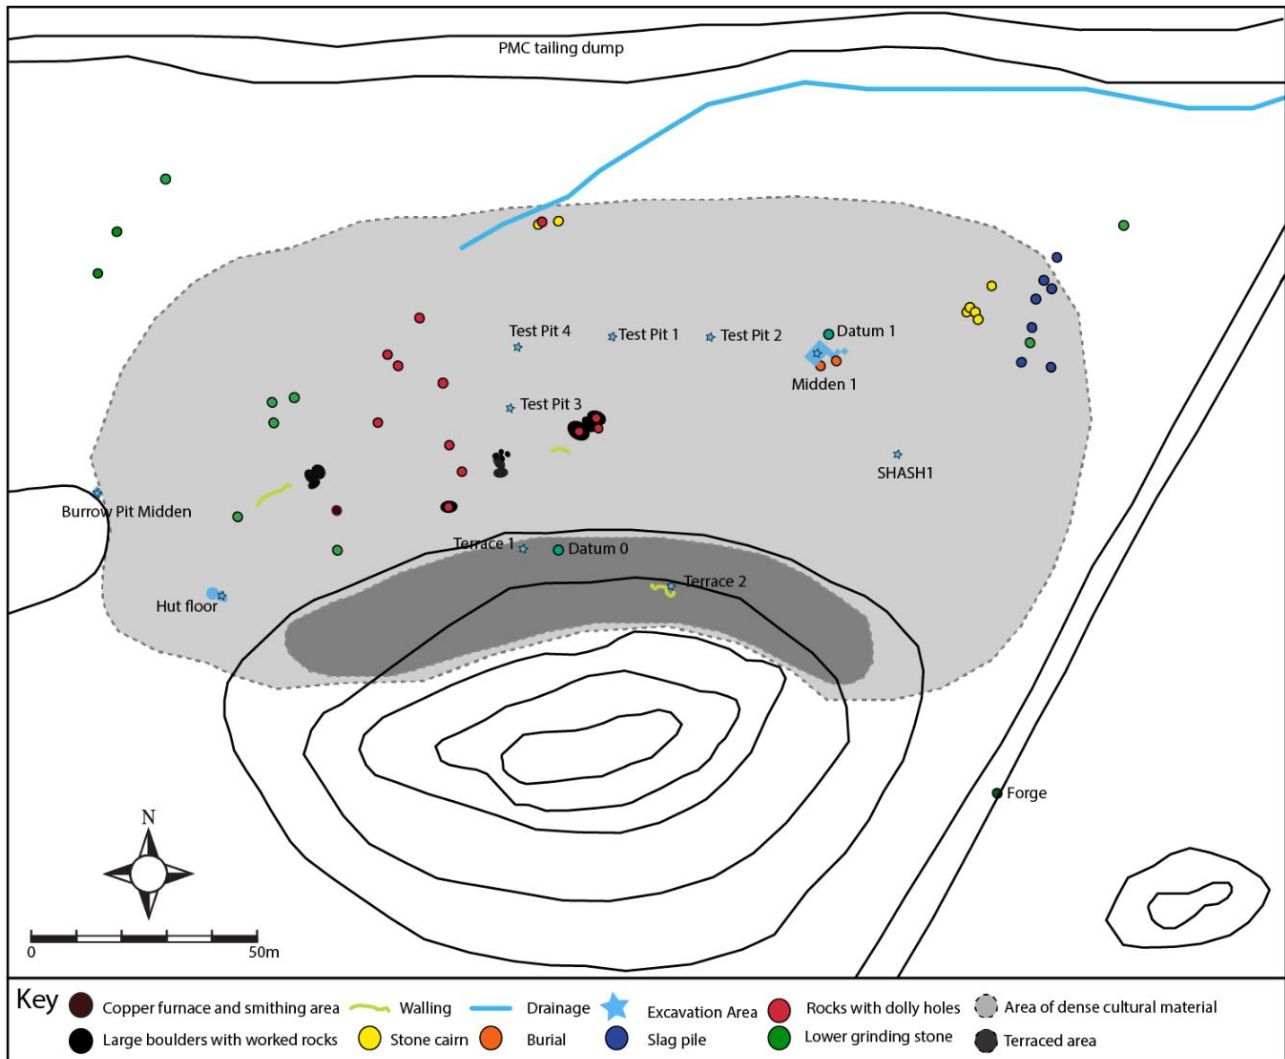 PMC tailing dump
Test Pit 4
Test Pit 1
Test Pit 2
Datum 1
Midden 1
Test Pit 3
SHASH1
Burrow Pit Midden
Terrace 1
Datum 0
Terrace 2
Hut floor
Forge
N
0
50m
Key
Copper furnace and smithing area
Walling
Drainage
Excavation Area
Rocks with dolly holes
Area of dense cultural material
Large boulders with worked rocks
Stone cairn
Burial
Slag pile
Lower grinding stone
Terraced area